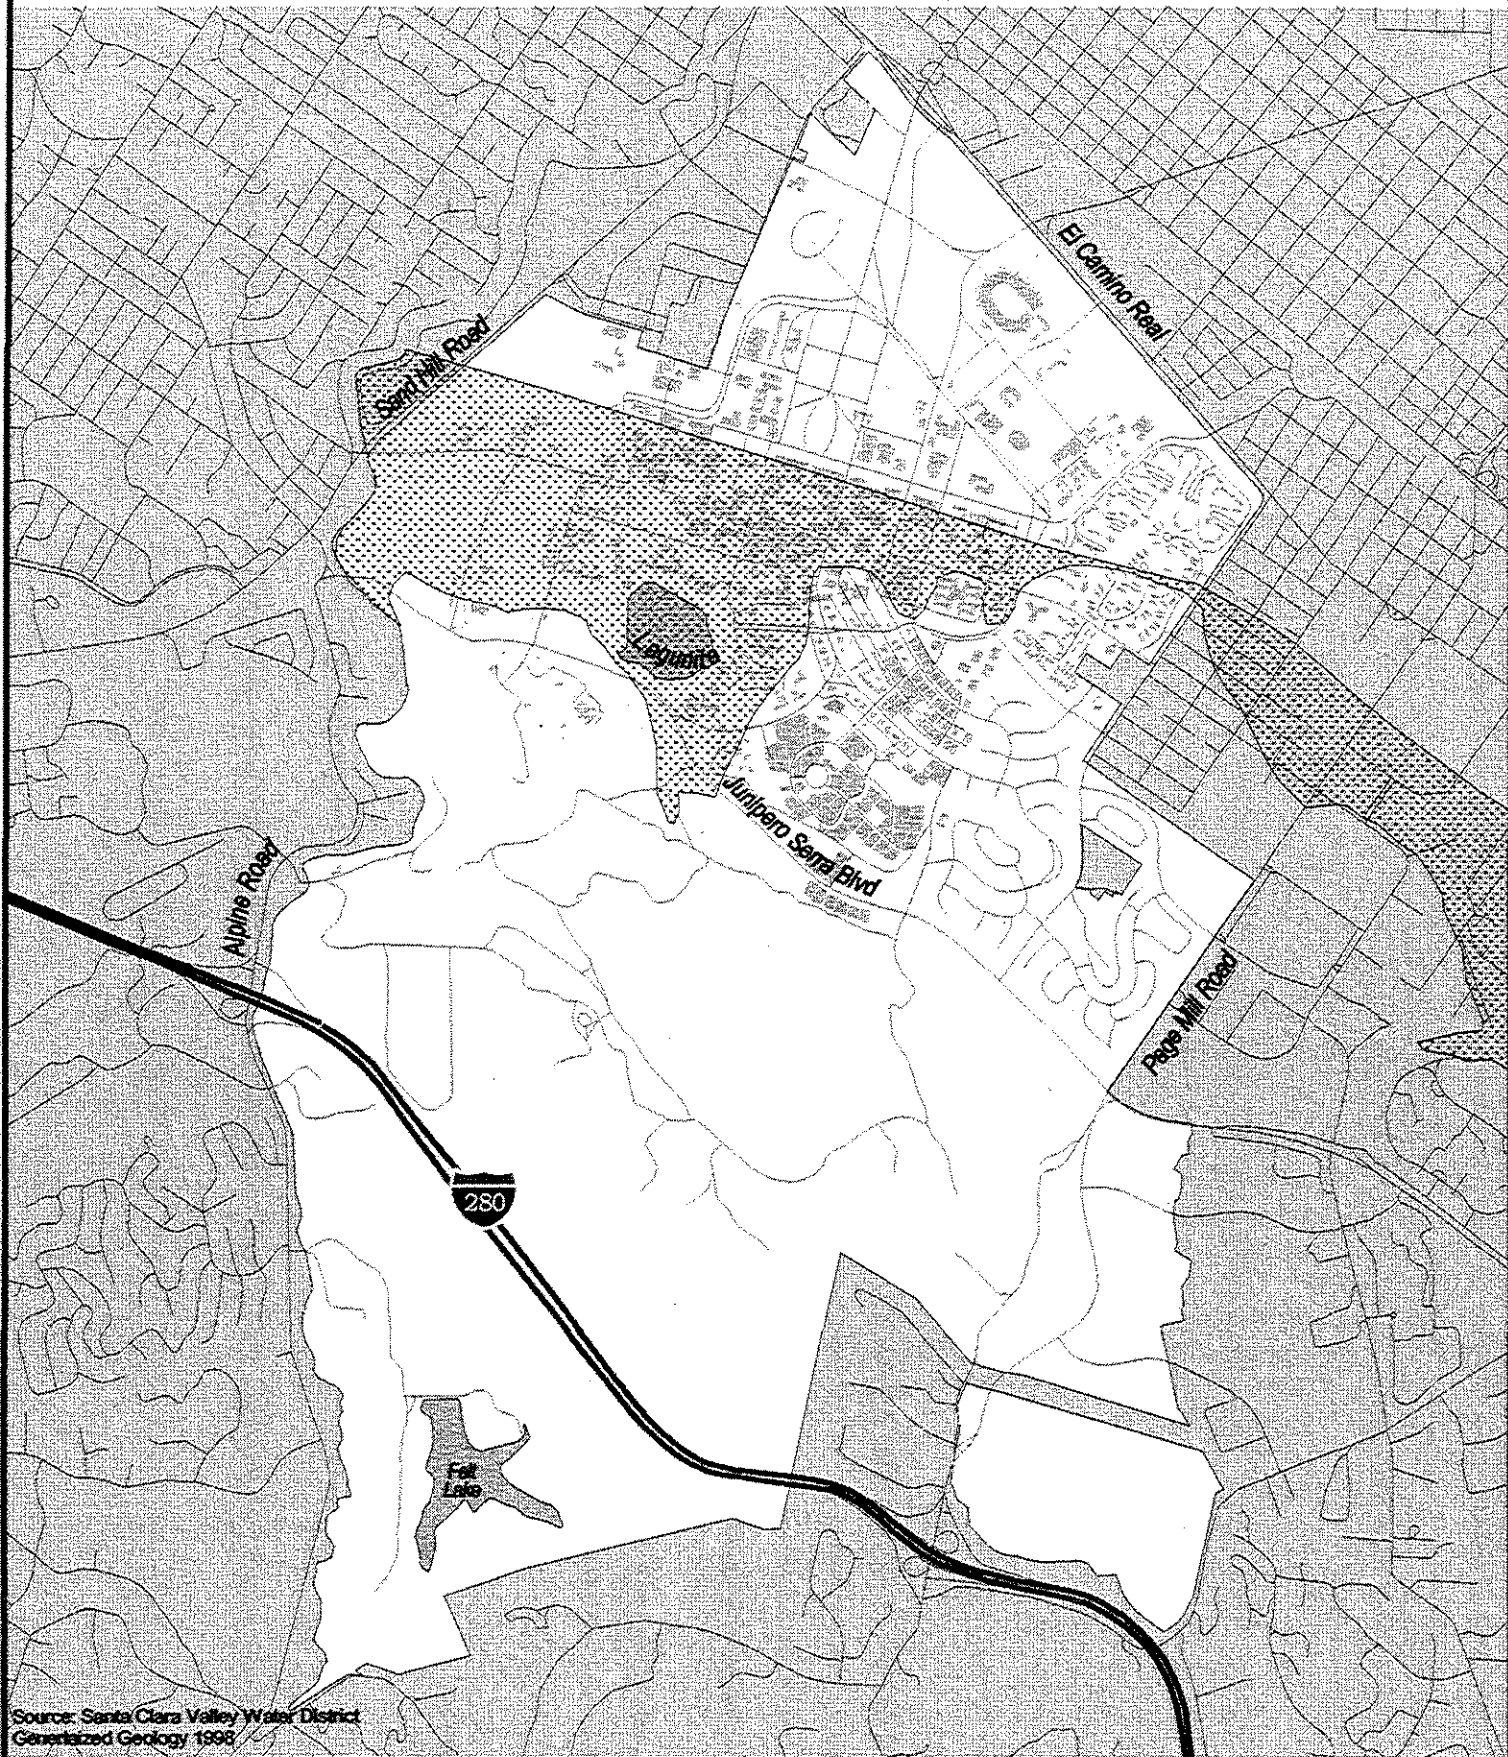 El Camino Real
Sand Hill Road
Lagunita
Junipero Serra Blvd
Alpine Road
Page Mill Road
280
Felt
Lake
Source: Santa Clara Valley Water District
Generalized Geology 1998